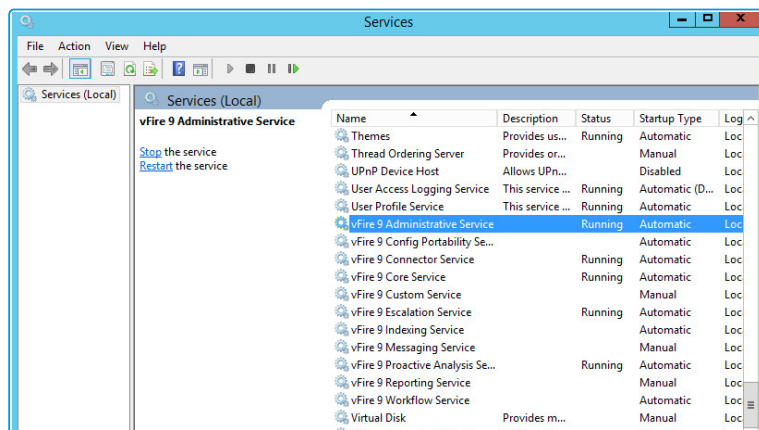 Services
File Action View Help
Services (Local)
Services (Local)
vFire 9 Administrative Service
Stop the service
Restart the service
Name Description Status Startup Type Log
Themes Provides us... Running Automatic Loc
Thread Ordering Server Provides or... Manual Loc
UPnP Device Host Allows UPn... Disabled Loc
User Access Logging Service This service ... Running Automatic (D... Loc
User Profile Service This service ... Running Automatic Loc
vFire 9 Administrative Service Running Automatic Loc
vFire 9 Config Portability Se... Automatic Loc
vFire 9 Connector Service Running Automatic Loc
vFire 9 Core Service Running Automatic Loc
vFire 9 Custom Service Manual Loc
vFire 9 Escalation Service Running Automatic Loc
vFire 9 Indexing Service Automatic Loc
vFire 9 Messaging Service Manual Loc
vFire 9 Proactive Analysis Se... Running Automatic Loc
vFire 9 Reporting Service Manual Loc
vFire 9 Workflow Service Automatic Loc
Virtual Disk Provides m... Manual Loc